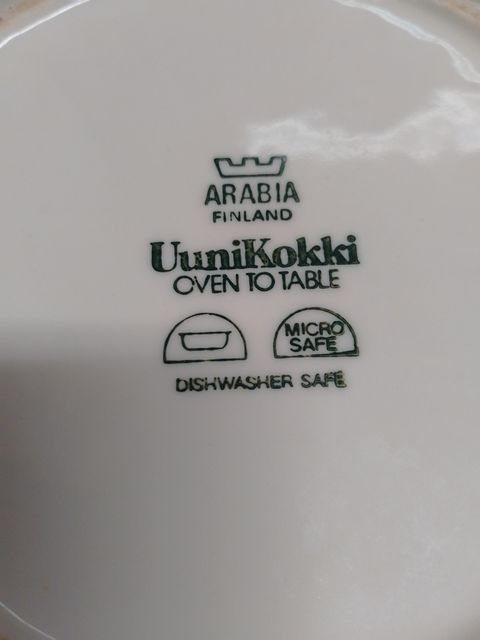 ARABIA
FINLAND
UuniKokki
OVEN TO TABLE
MICRO
SAFE
DISHWASHER SAFE